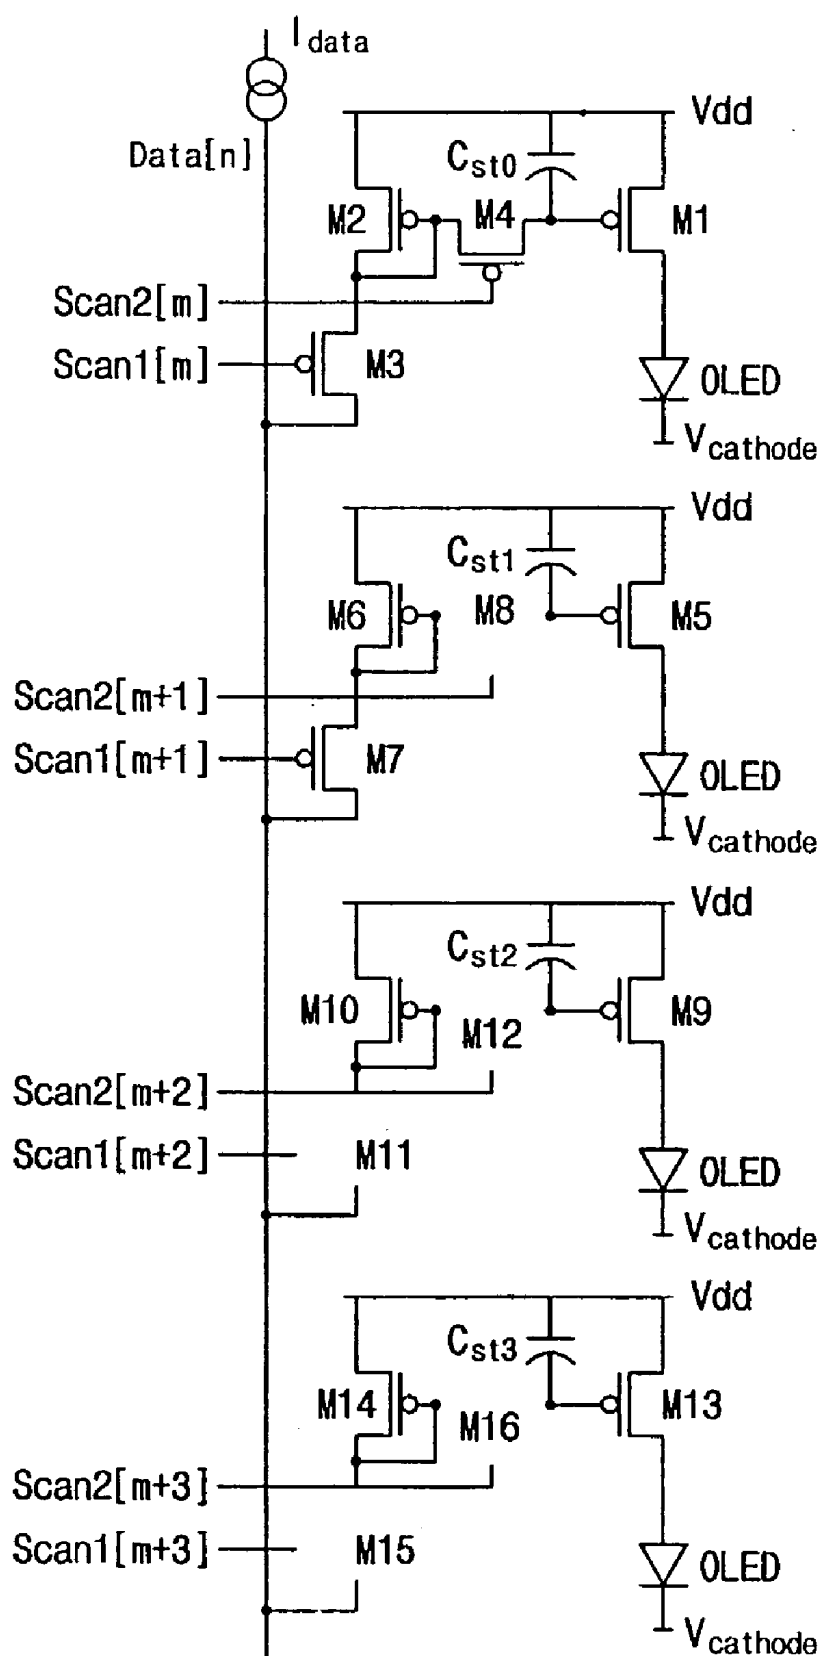 Idata
Data[n]
Vdd
Cst0
M2
M4
M1
Scan2[m]
Scan1[m]
M3
OLED
Vcathode
Vdd
Cst1
M6
M8
M5
Scan2[m+1]
Scan1[m+1]
M7
OLED
Vcathode
Vdd
Cst2
M10
M12
M9
Scan2[m+2]
Scan1[m+2]
M11
OLED
Vcathode
Vdd
Cst3
M14
M16
M13
Scan2[m+3]
Scan1[m+3]
M15
OLED
Vcathode